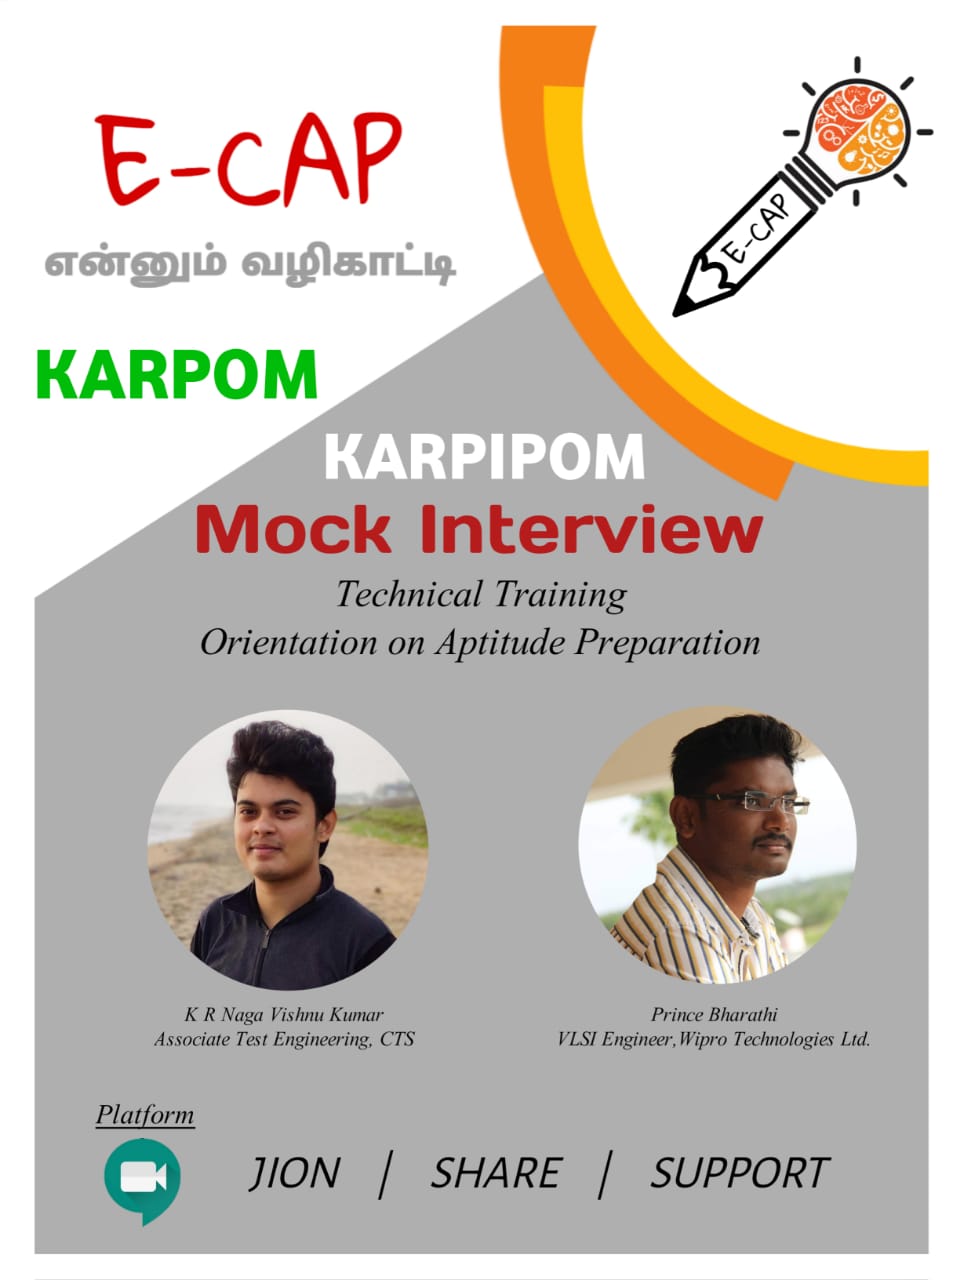 E-CAP
என்னும் வழிகாட்டி
E-CAP
KARPOM
KARPIPOM
Mock Interview
Technical Training
Orientation on Aptitude Preparation
K R Naga Vishnu Kumar
Associate Test Engineering, CTS
Prince Bharathi
VLSI Engineer,Wipro Technologies Ltd.
Platform
JION | SHARE | SUPPORT